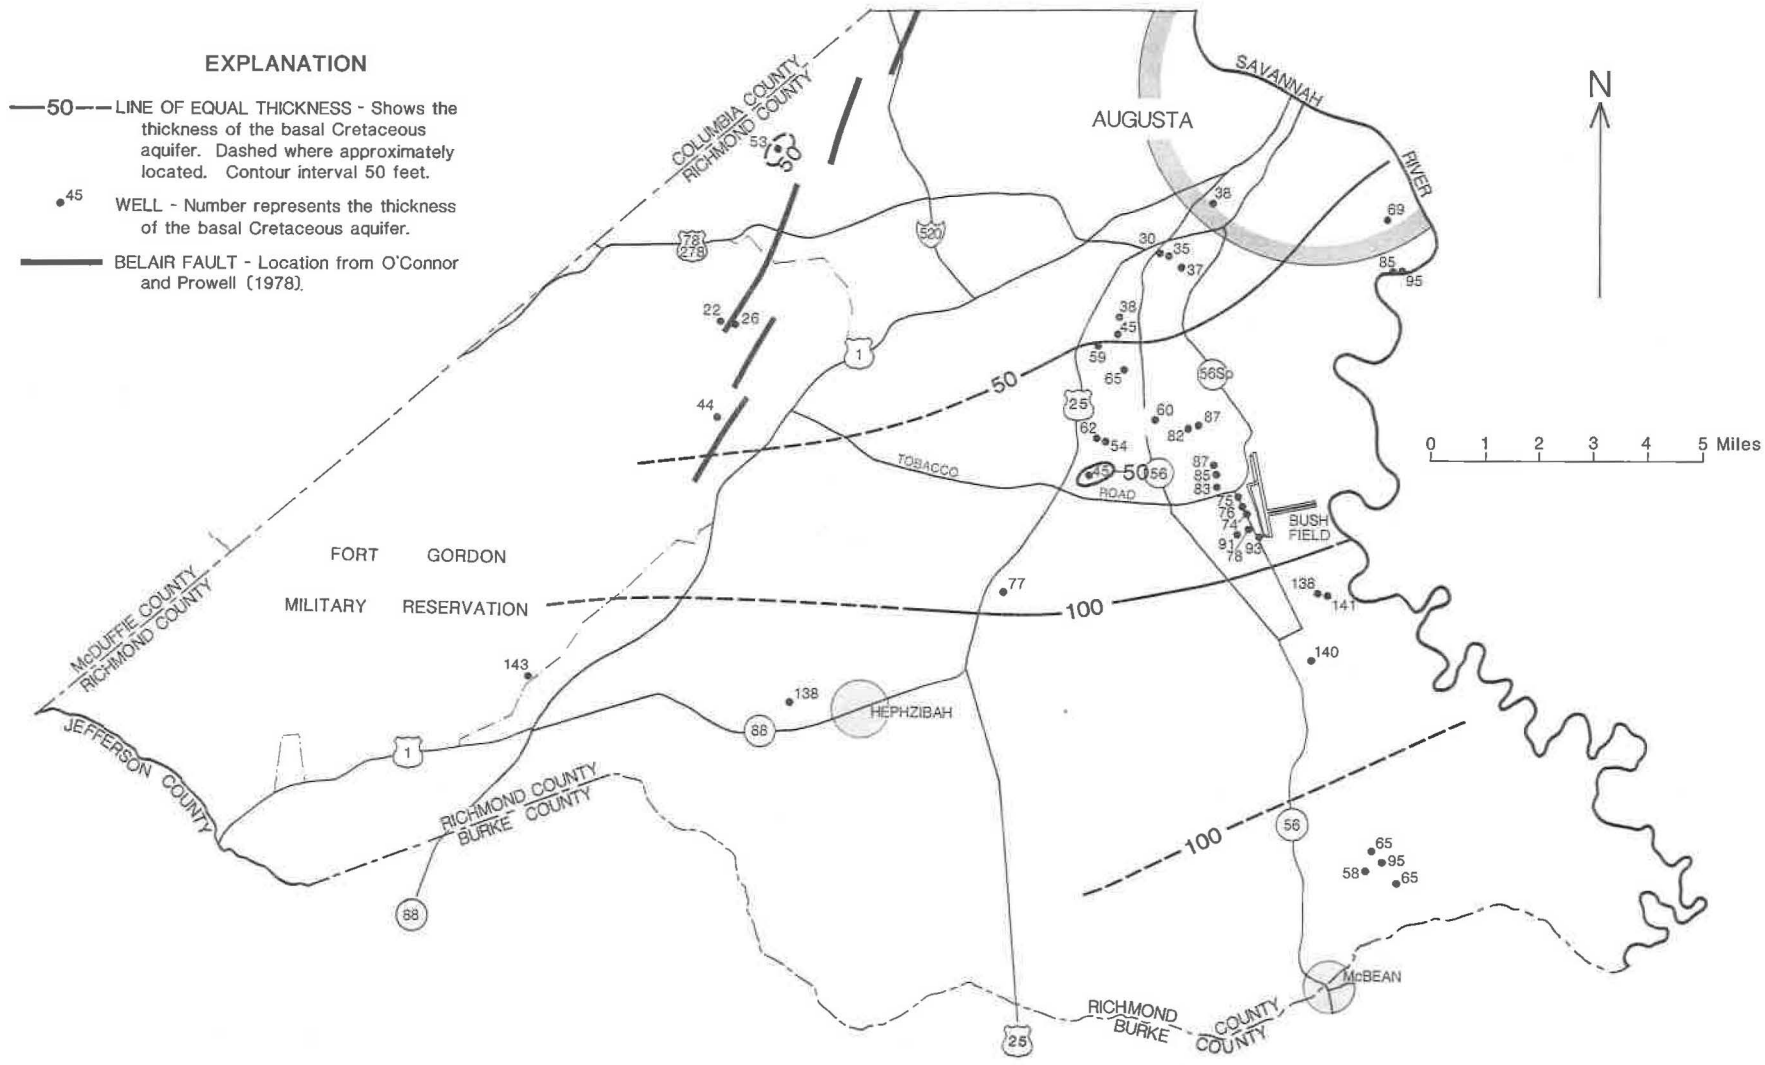 EXPLANATION
50 LINE OF EQUAL THICKNESS - Shows the
thickness of the basal Cretaceous
aquifer. Dashed where approximately
located. Contour interval 50 feet.
45
WELL - Number represents the thickness
of the basal Cretaceous aquifer.
BELAIR FAULT - Location from O'Connor
and Prowell (1978).
COLUMBIA COUNTY
RICHMOND COUNTY
53
50
AUGUSTA
SAVANNAH
RIVER
N
38
69
78
278
520
30
35
37
85
95
22
26
38
45
1
59
65
56Sp
50
25
44
60
87
62
82
54
0 1 2 3 4 5 Miles
TOBACCO
45
50
56
ROAD
87
85
83
75
76
74
91
78
93
BUSH
FIELD
FORT GORDON
MILITARY RESERVATION
77
100
138
141
McDUFFIE COUNTY
RICHMOND COUNTY
143
140
138
HEPHZIBAH
88
1
JEFFERSON COUNTY
RICHMOND COUNTY
BURKE COUNTY
56
100
65
95
58
65
88
McBEAN
RICHMOND COUNTY
BURKE COUNTY
25